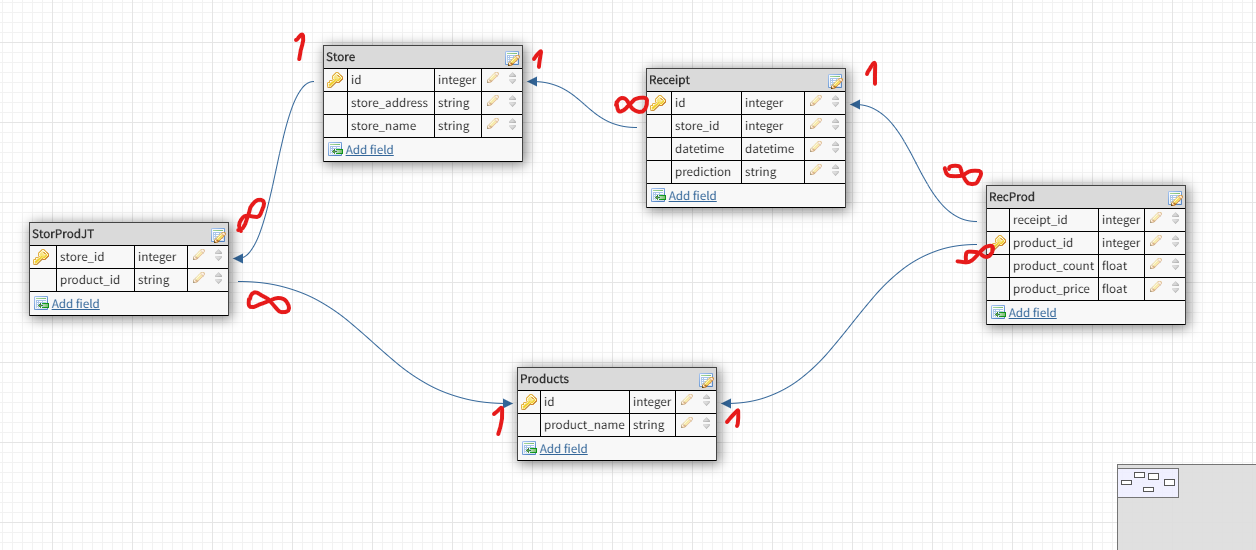 1
Store
id integer
store_address string
store_name string
Add field
1
∞
Receipt
id integer
store_id integer
datetime datetime
prediction string
Add field
1
∞
RecProd
receipt_id integer
product_id integer
product_count float
product_price float
Add field
∞
∞
StorProdJT
store_id integer
product_id string
Add field
∞
Products
id integer
product_name string
Add field
1
1